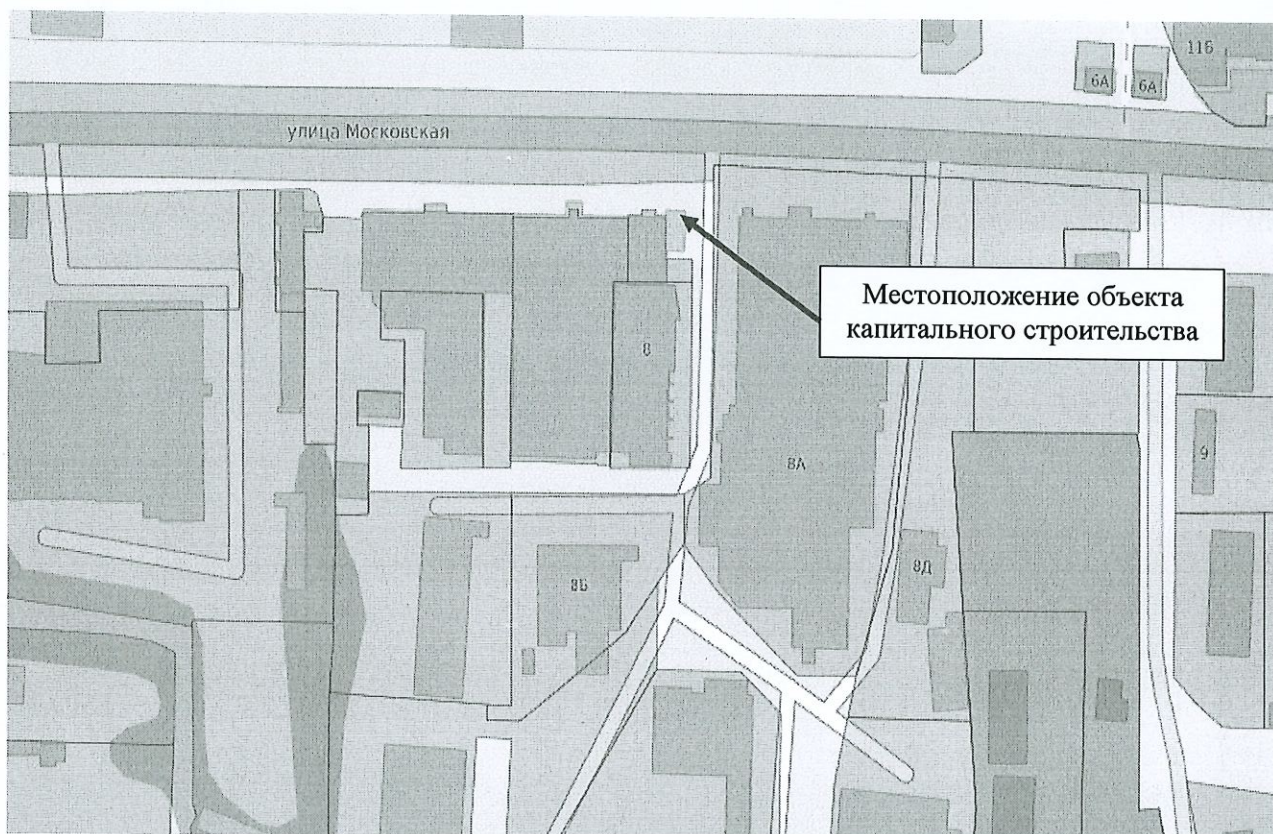 11Б
6А 6А
улица Московская
Местоположение объекта
капитального строительства
8
8А
9
8Б
8Д